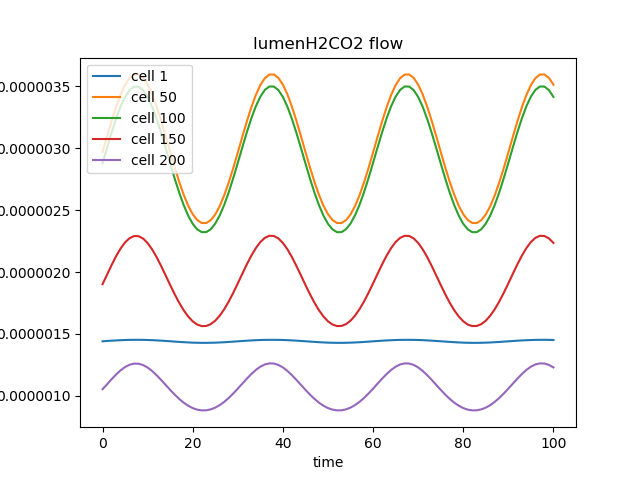 lumenH2CO2 flow
cell 1
cell 50
cell 100
cell 150
cell 200
0.0000035
0.0000030
0.0000025
0.0000020
0.0000015
0.0000010
0 20 40 60 80 100
time